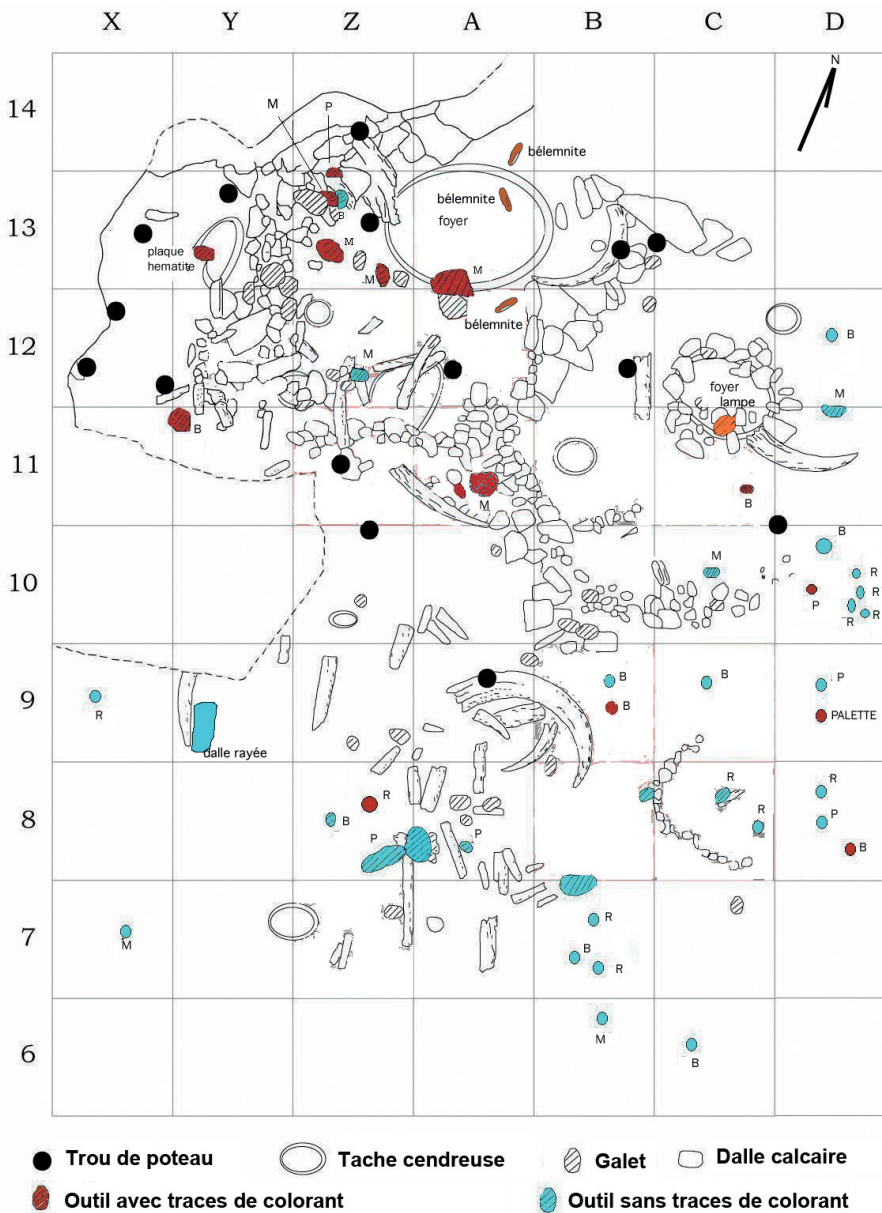 X Y Z A B C D
N
14
M P
bélemnite
13
B
bélemnite
foyer
M
plaque
hematite
M
M
bélemnite
12
B
M
foyer
lampe
M
B
11
M
B
10
B
M
R
R
P
R
R
9
B
B
P
R
B
PALETTE
dalle rayée
8
R
R
R
B
R
P
P
P
B
7
R
M
B
R
6
M
B
Trou de poteau
Tache cendreuse
Galet
Dalle calcaire
Outil avec traces de colorant
Outil sans traces de colorant